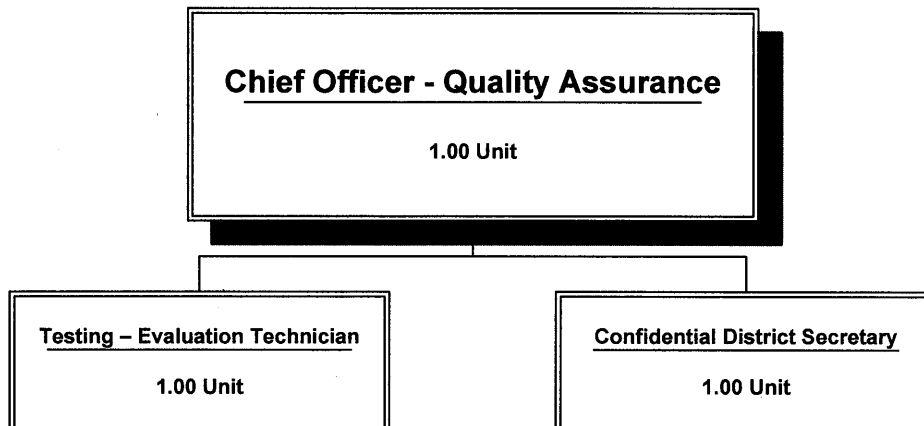 Chief Officer - Quality Assurance
1.00 Unit
Testing – Evaluation Technician
1.00 Unit
Confidential District Secretary
1.00 Unit